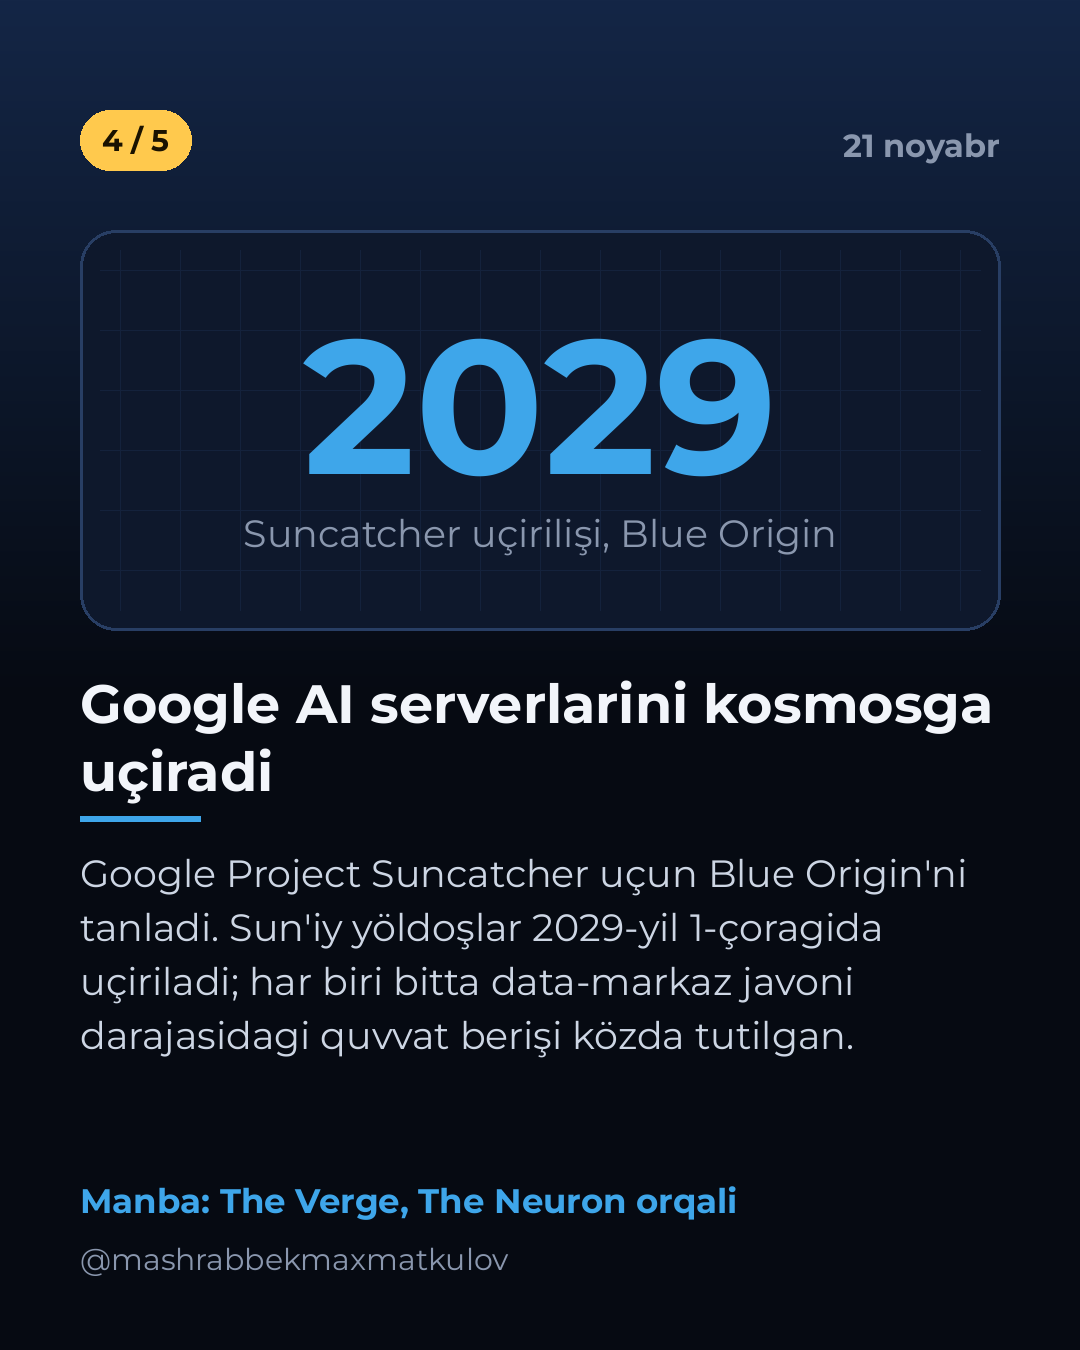 4 / 5
21 noyabr
2029
Suncatcher uçirilişi, Blue Origin
Google AI serverlarini kosmosga
uçiradi
Google Project Suncatcher uçun Blue Origin'ni
tanladi. Sun'iy yöldoşlar 2029-yil 1-çoragida
uçiriladi; har biri bitta data-markaz javoni
darajasidagi quvvat berişi közda tutilgan.
Manba: The Verge, The Neuron orqali
@mashrabbekmaxmatkulov